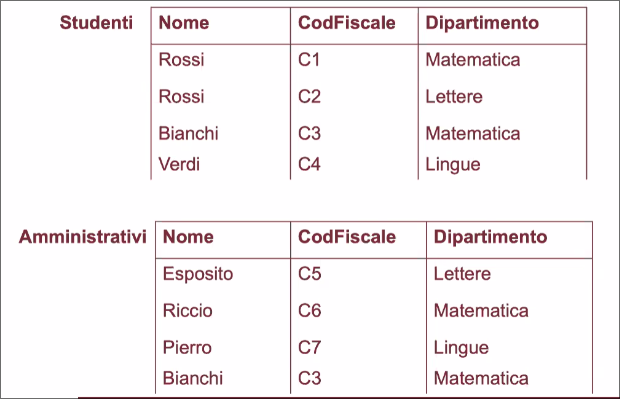 Studenti Nome CodFiscale Dipartimento
Rossi C1 Matematica
Rossi C2 Lettere
Bianchi C3 Matematica
Verdi C4 Lingue
Amministrativi Nome CodFiscale Dipartimento
Esposito C5 Lettere
Riccio C6 Matematica
Pierro C7 Lingue
Bianchi C3 Matematica